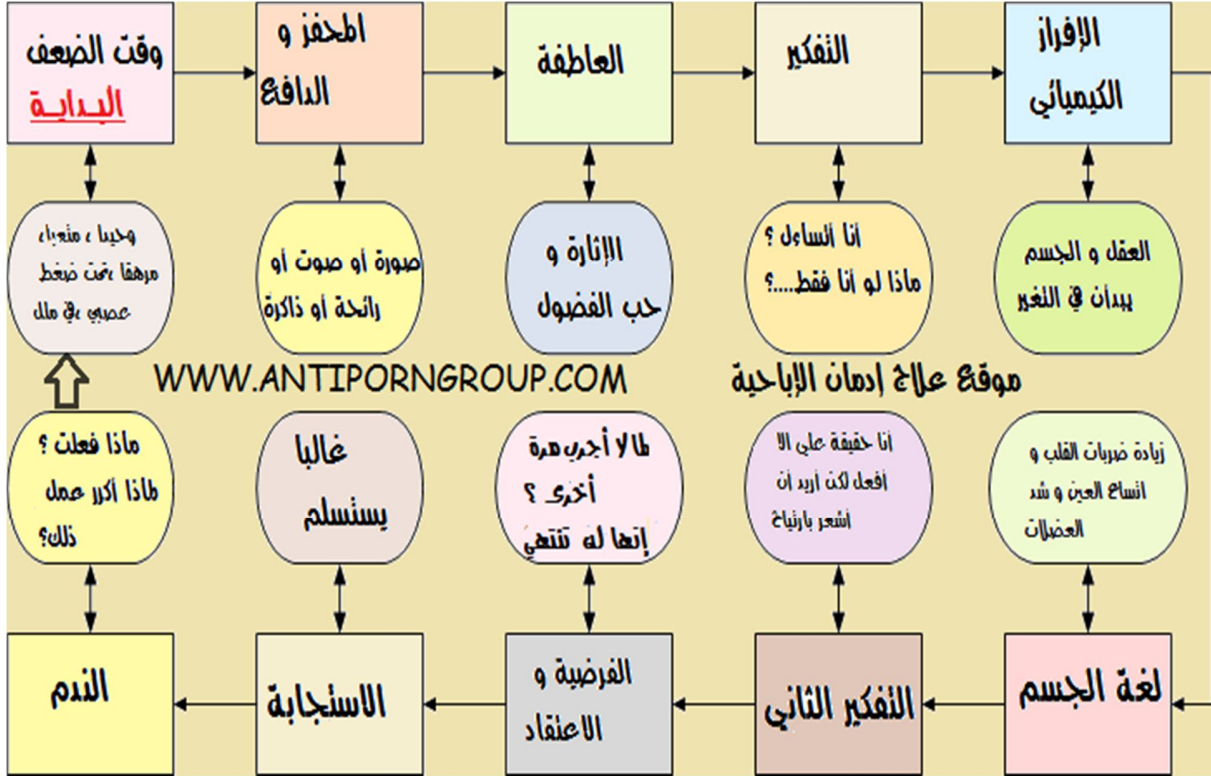 وقت الضعف
البدايـة
المحفز و
الدافع
العاطفة
التفكير
الإفراز
الكيميائي
وحيدا ، متعبا ،
مرهقا ،تحت ضغط
عصبي ،في ملل
صورة أو صوت أو
رائحة أو ذاكرة
الإثارة و
حب الفضول
أنا أتساءل ؟
ماذا لو أنا فقط....؟
العقل و الجسم
يبدأن في التغير
WWW.ANTIPORNGROUP.COM
موقع علاج إدمان الإباحية
زيادة ضربات القلب و
اتساع العين و شد
العضلات
أنا حقيقة علي الا
أفعل لكن أريد أن
أشعر بارتياح
لما لا أجرب مرة
أخرى ؟
إنها لن تنتهي
غالبا
يستسلم
ماذا فعلت ؟
لماذا أكرر عمل
ذلك؟
لغة الجسم
التفكير الثاني
الفرضية و
الاعتقاد
الاستجابة
الندم